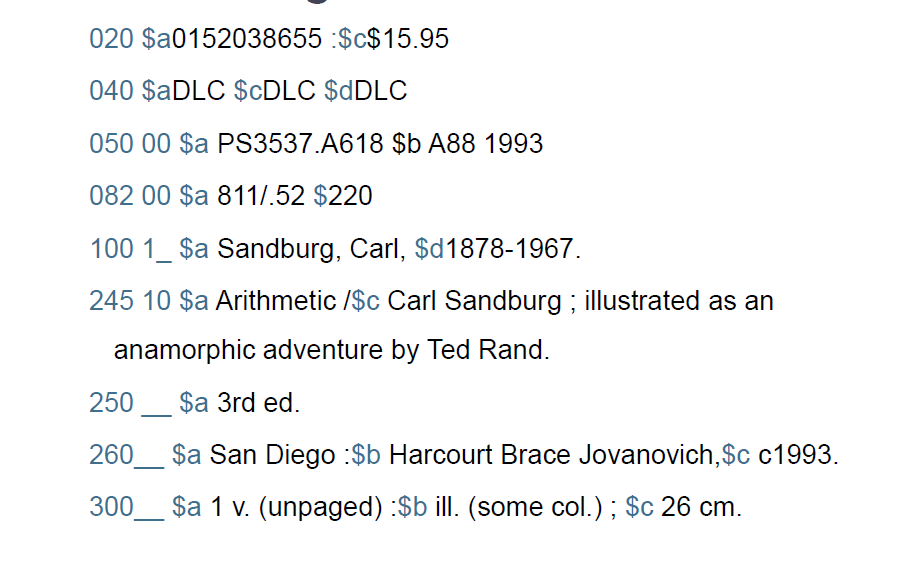 020 $a0152038655 :$c$15.95
040 $aDLC $cDLC $dDLC
050 00 $a PS3537.A618 $b A88 1993
082 00 $a 811/.52 $220
100 1_ $a Sandburg, Carl, $d1878-1967.
245 10 $a Arithmetic /$c Carl Sandburg ; illustrated as an
anamorphic adventure by Ted Rand.
250 __ $a 3rd ed.
260__ $a San Diego :$b Harcourt Brace Jovanovich,$c c1993.
300__ $a 1 v. (unpaged) :$b ill. (some col.) ; $c 26 cm.